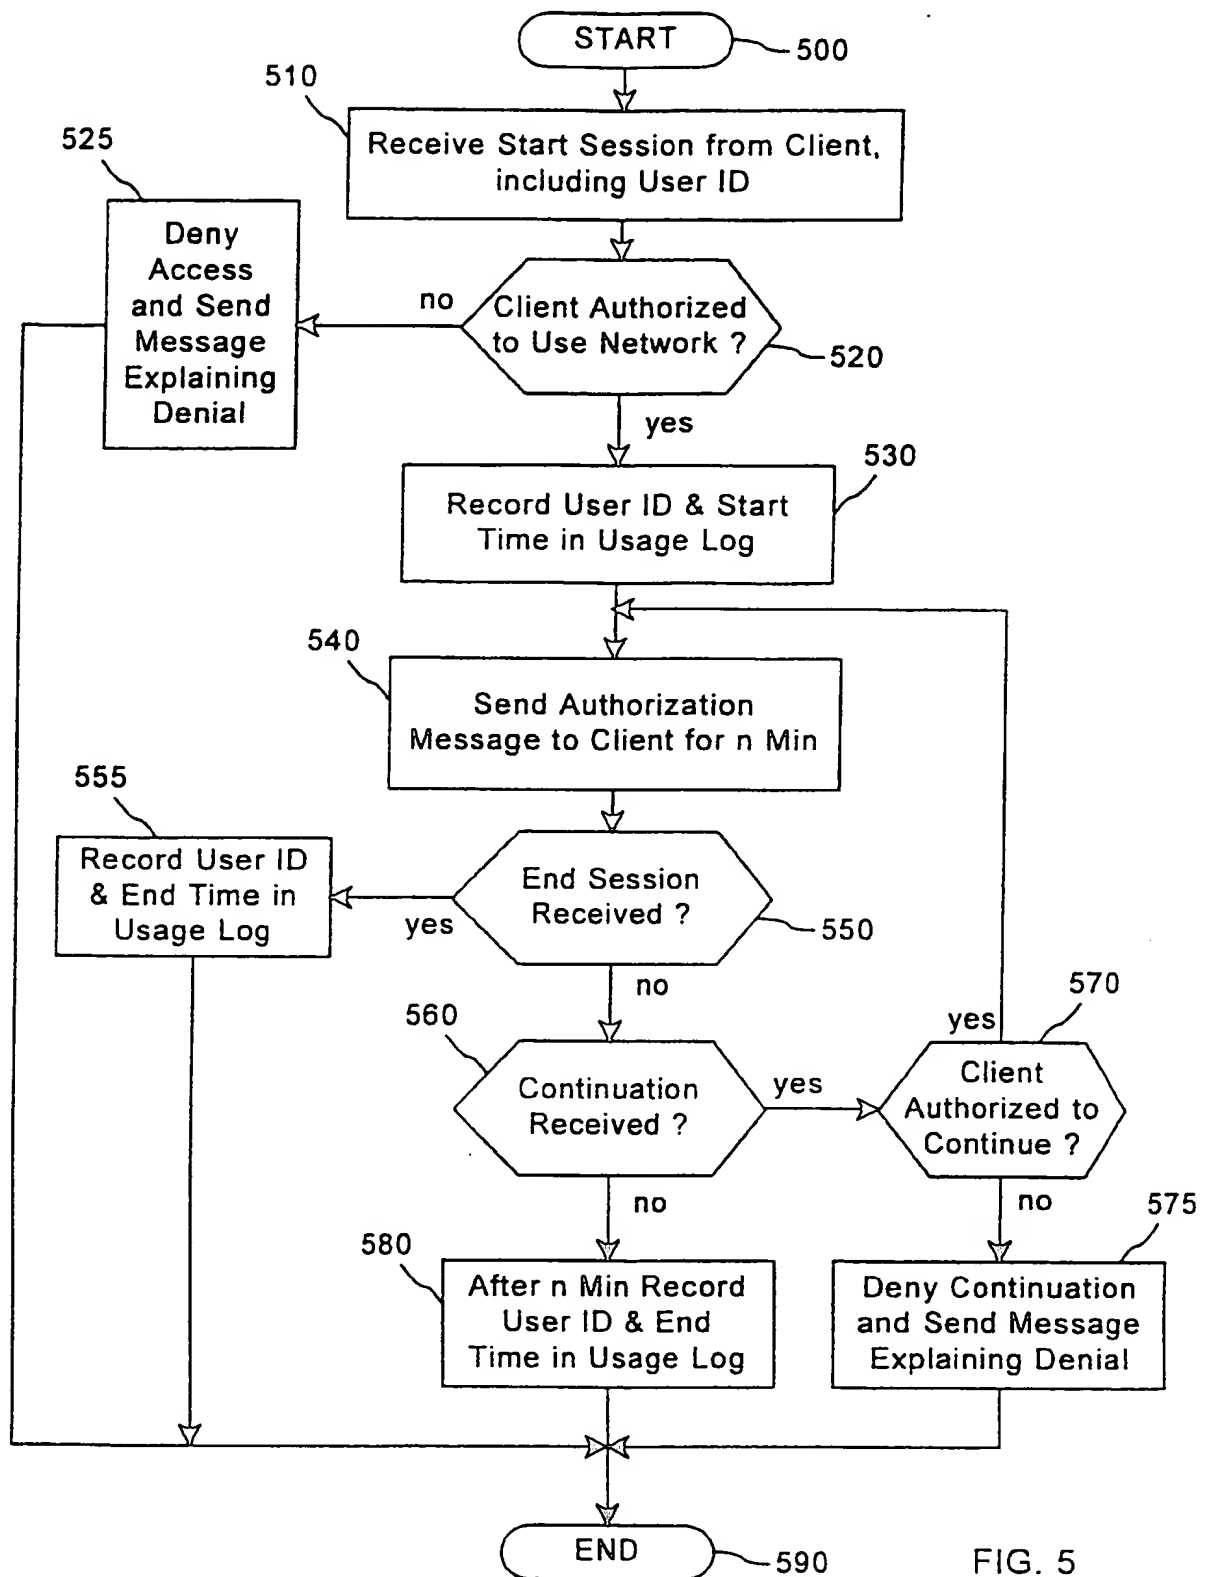 START
500
510
Receive Start Session from Client,
including User ID
525
Deny
Access
and Send
Message
Explaining
Denial
no
Client Authorized
to Use Network ?
520
yes
530
Record User ID & Start
Time in Usage Log
540
Send Authorization
Message to Client for n Min
555
Record User ID
& End Time in
Usage Log
yes
End Session
Received ?
550
no
560
Continuation
Received ?
yes
yes
570
Client
Authorized to
Continue ?
no
no
575
580
After n Min Record
User ID & End
Time in Usage Log
Deny Continuation
and Send Message
Explaining Denial
END
590
FIG. 5